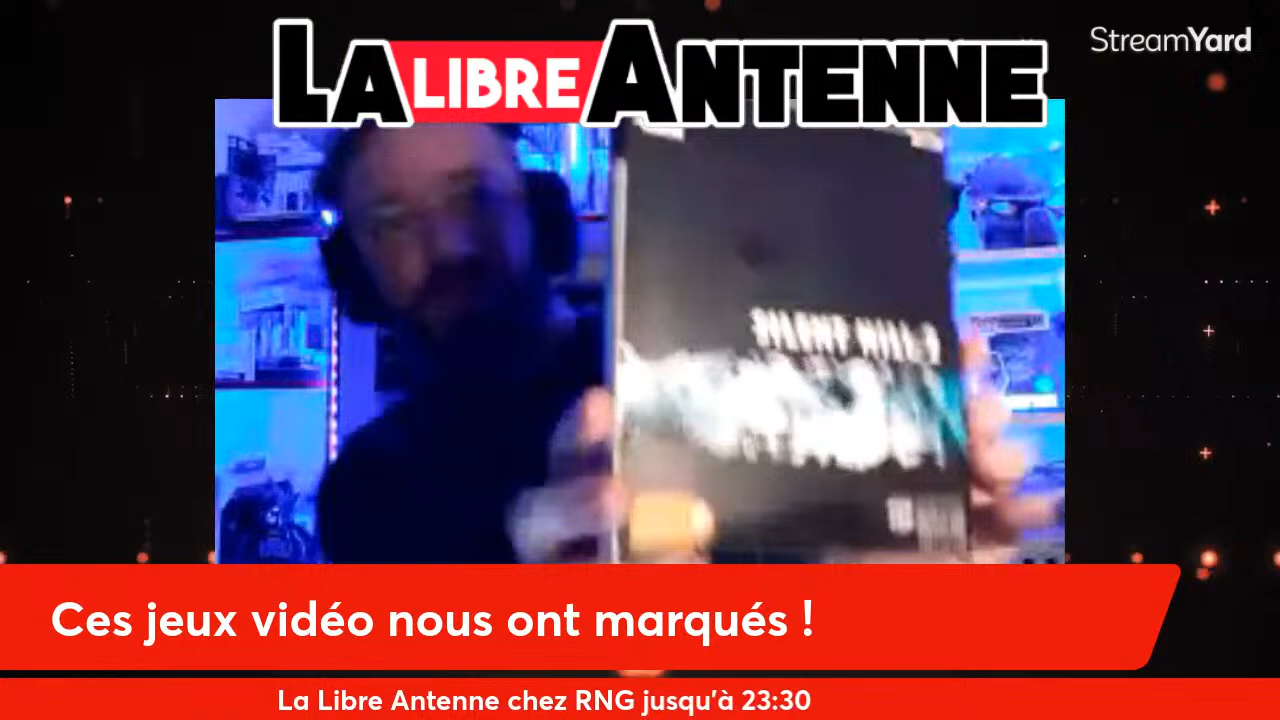 LA LIBRE ANTENNE
StreamYard
SILENT HILL 2
Ces jeux vidéo nous ont marqués !
La Libre Antenne chez RNG jusqu'à 23:30